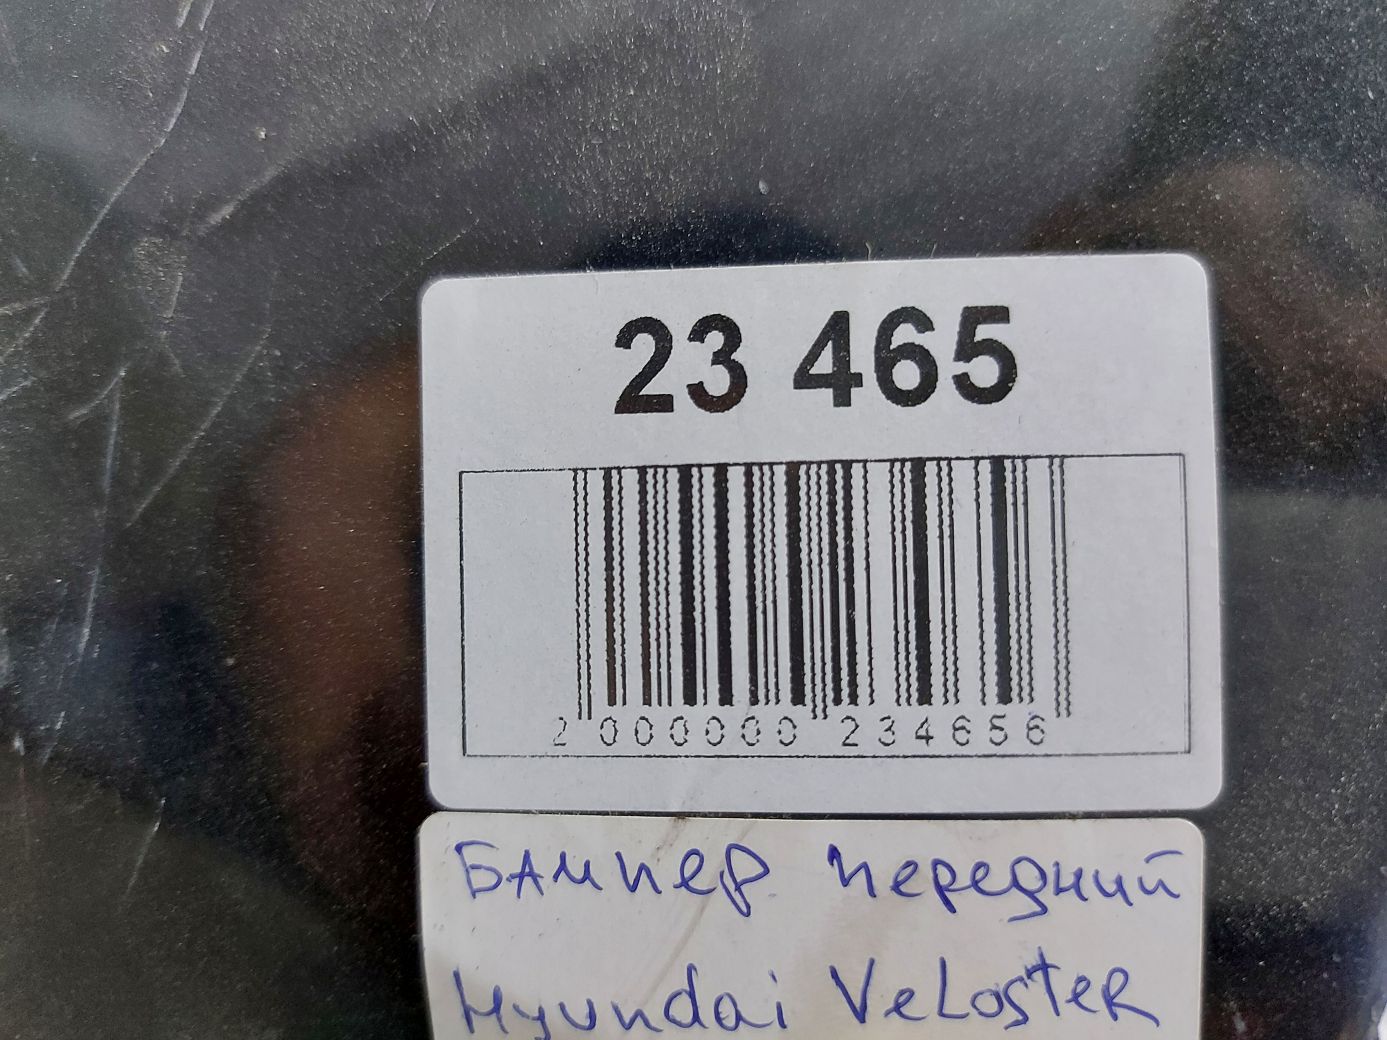 23 465
2 000000 234656
Бампер передний
Hyundai VeLosteR